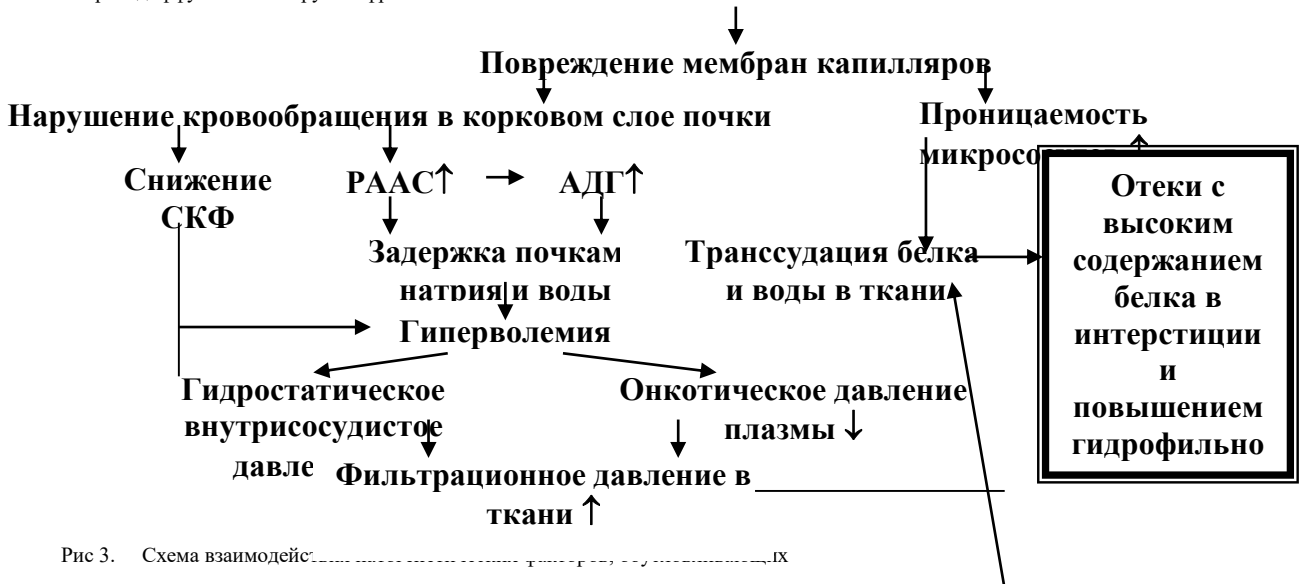 Повреждение мембран капилляров
Нарушение кровообращения в корковом слое почки
Проницаемость
↑
Снижение
СКФ
РААС↑ → АДГ↑
Задержка почкам
натрия и воды
Транссудация белка
и воды в ткани
Отеки с
высоким
содержанием
белка в
интерстиции
и
повышением
гидрофильно
Гиперволемия
Гидростатическое
внутрисосудистое
давле
Онкотическое давление
плазмы ↓
Фильтрационное давление в
ткани ↑
Рис 3. Схема